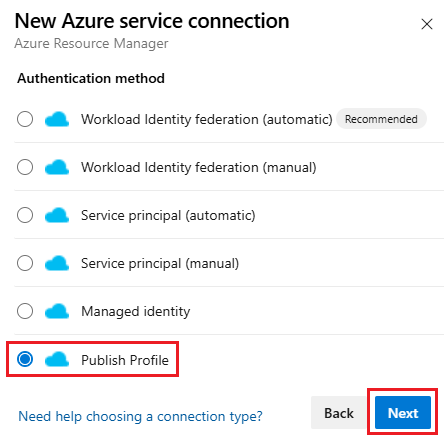 New Azure service connection
Azure Resource Manager
Authentication method
Workload Identity federation (automatic) Recommended
Workload Identity federation (manual)
Service principal (automatic)
Service principal (manual)
Managed identity
Publish Profile
Need help choosing a connection type? Back Next